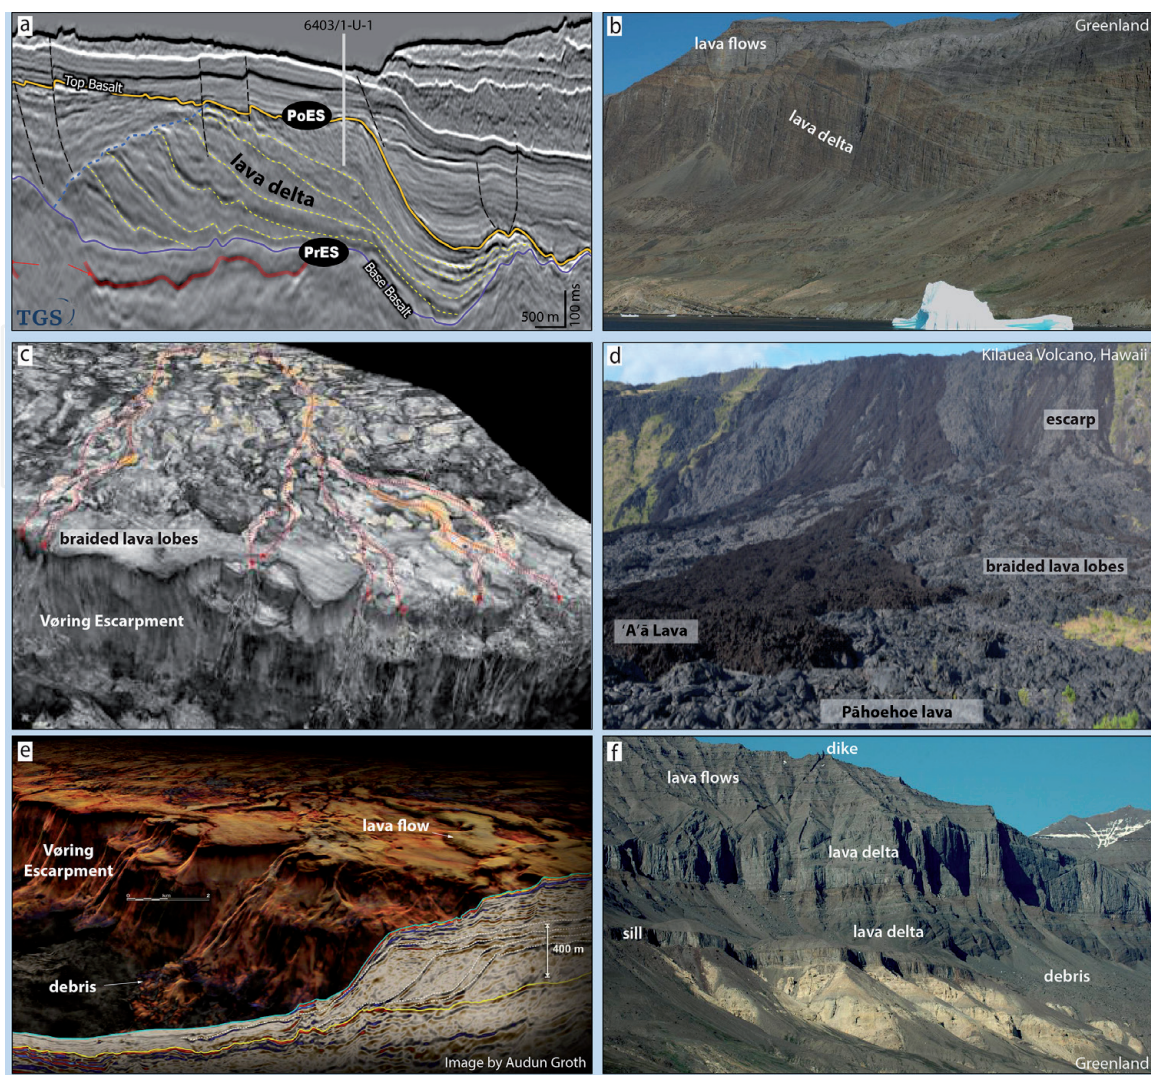 a
6403/1-U-1
Top Basalt
PoES
lava delta
PrES
Base Basalt
TGS
500 m
100 ms
b
Greenland
lava flows
lava delta
c
braided lava lobes
Vøring Escarpment
d
Kilauea Volcano, Hawaii
escarp
braided lava lobes
‘A‘ā Lava
Pāhoehoe lava
e
lava flow
Vøring
Escarpment
400 m
debris
Image by Audun Groth
f
dike
lava flows
lava delta
sill
lava delta
debris
Greenland